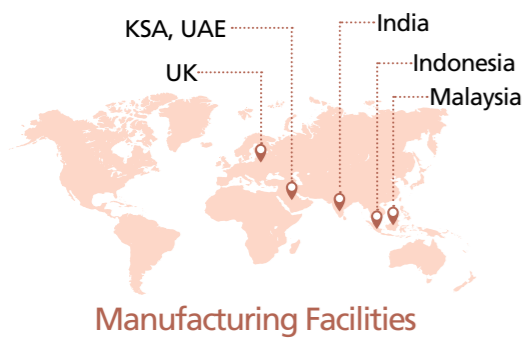 KSA, UAE
India
UK
Indonesia
Malaysia
Manufacturing Facilities